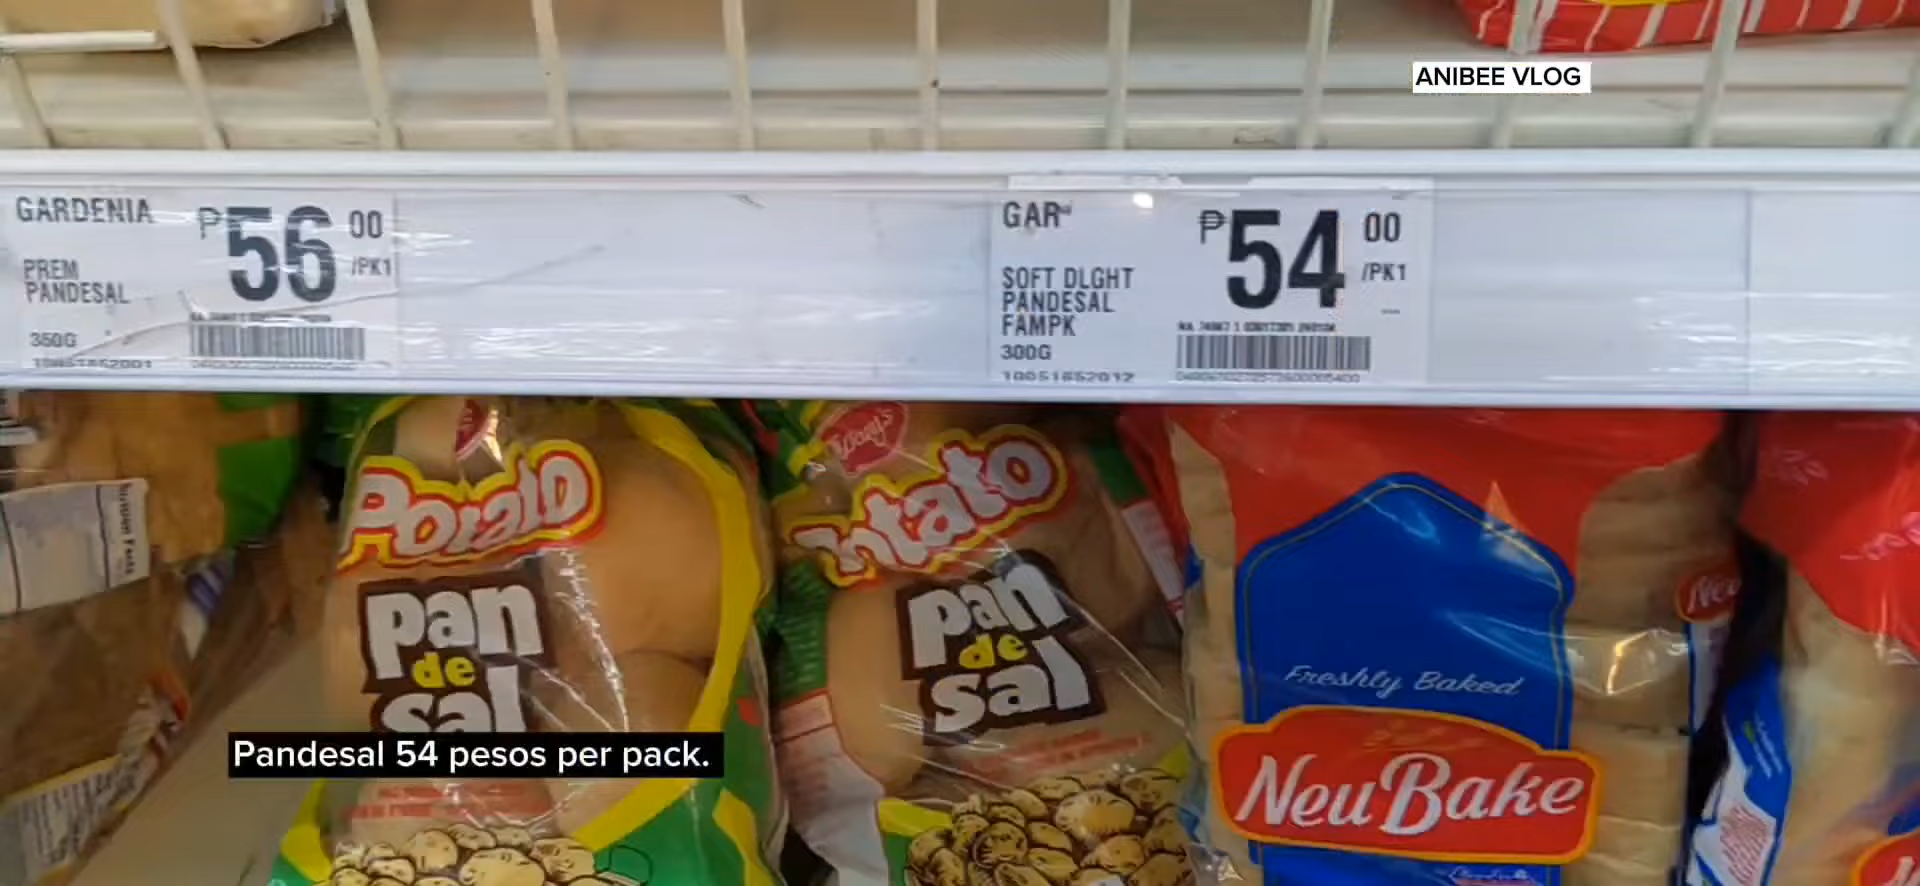 ANIBEE VLOG
GARDENIA
₱56 00
/PK1
PREM
PANDESAL
350G
GAR
₱54 00
/PK1
SOFT DLGHT
PANDESAL
FAMPK
300G
Potato
pan
de
sal
Potato
pan
de
sal
Freshly Baked
NeuBake
Pandesal 54 pesos per pack.